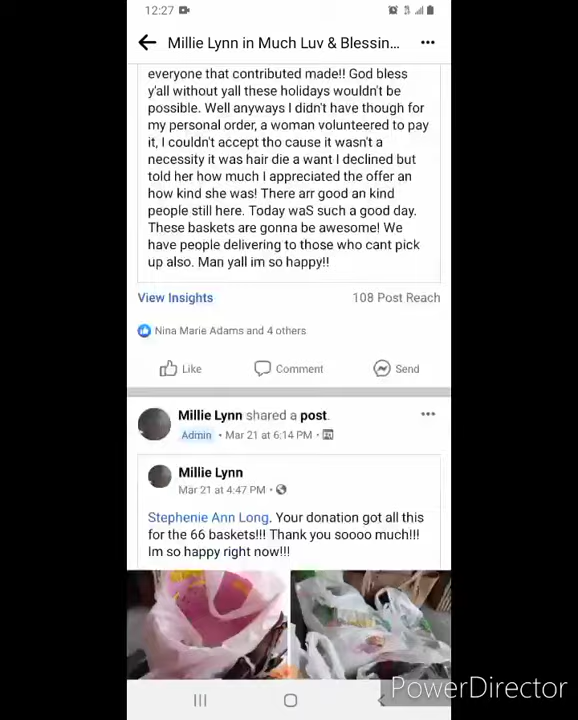 12:27
Millie Lynn in Much Luv & Blessin...
everyone that contributed made!! God bless
y'all without yall these holidays wouldn't be
possible. Well anyways I didn't have though for
my personal order, a woman volunteered to pay
it, I couldn't accept tho cause it wasn't a
necessity it was hair die a want I declined but
told her how much I appreciated the offer an
how kind she was! There arr good an kind
people still here. Today waS such a good day.
These baskets are gonna be awesome! We
have people delivering to those who cant pick
up also. Man yall im so happy!!
View Insights
108 Post Reach
Nina Marie Adams and 4 others
Like
Comment
Send
Millie Lynn shared a post.
Admin • Mar 21 at 6:14 PM •
Millie Lynn
Mar 21 at 4:47 PM •
Stephenie Ann Long. Your donation got all this
for the 66 baskets!!! Thank you soooo much!!!
Im so happy right now!!!
PowerDirector